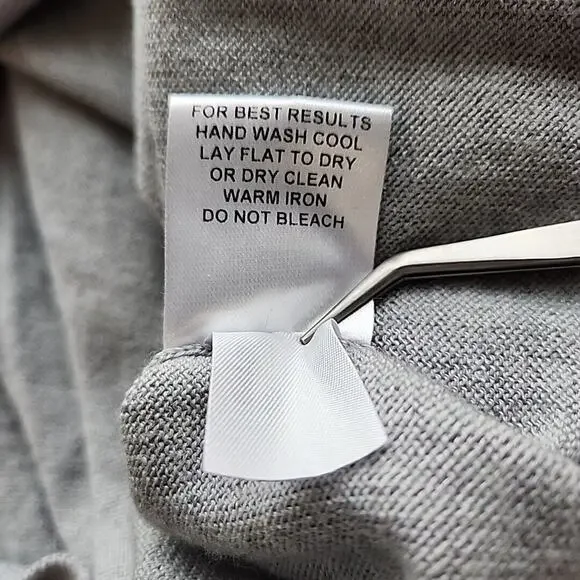 FOR BEST RESULTS
HAND WASH COOL
LAY FLAT TO DRY
OR DRY CLEAN
WARM IRON
DO NOT BLEACH